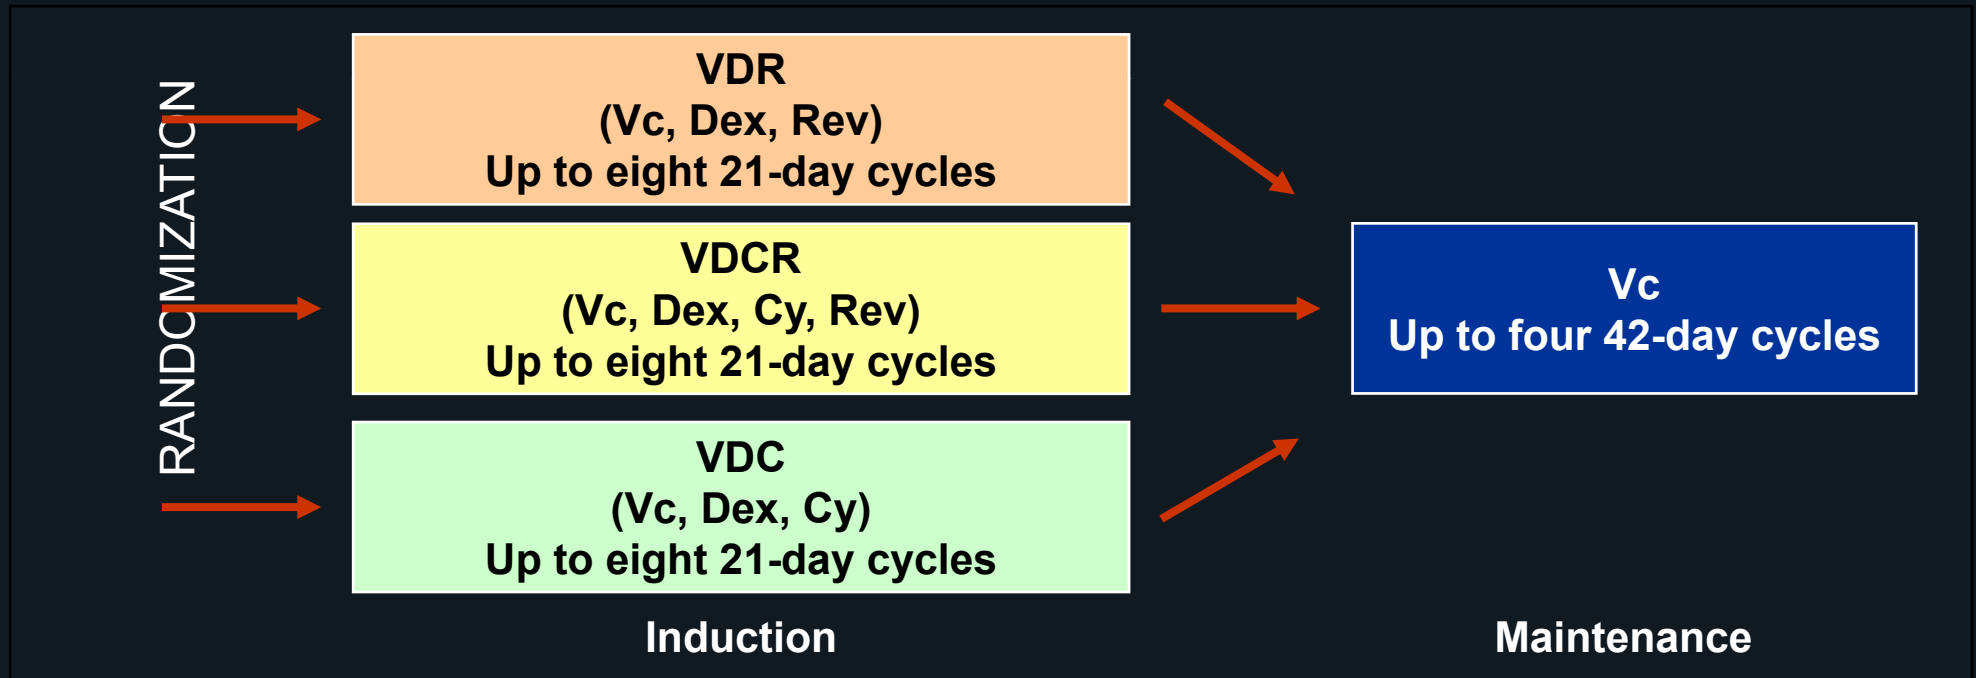 RANDOMIZATION
VDR
(Vc, Dex, Rev)
Up to eight 21-day cycles
VDCR
(Vc, Dex, Cy, Rev)
Up to eight 21-day cycles
VDC
(Vc, Dex, Cy)
Up to eight 21-day cycles
Vc
Up to four 42-day cycles
Induction
Maintenance